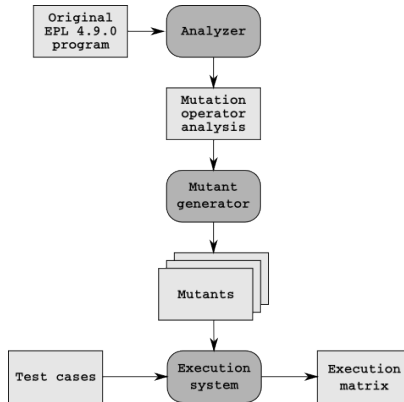 Original
EPL 4.9.0
program
Analyzer
Mutation
operator
analysis
Mutant
generator
Mutants
Test cases
Execution
system
Execution
matrix